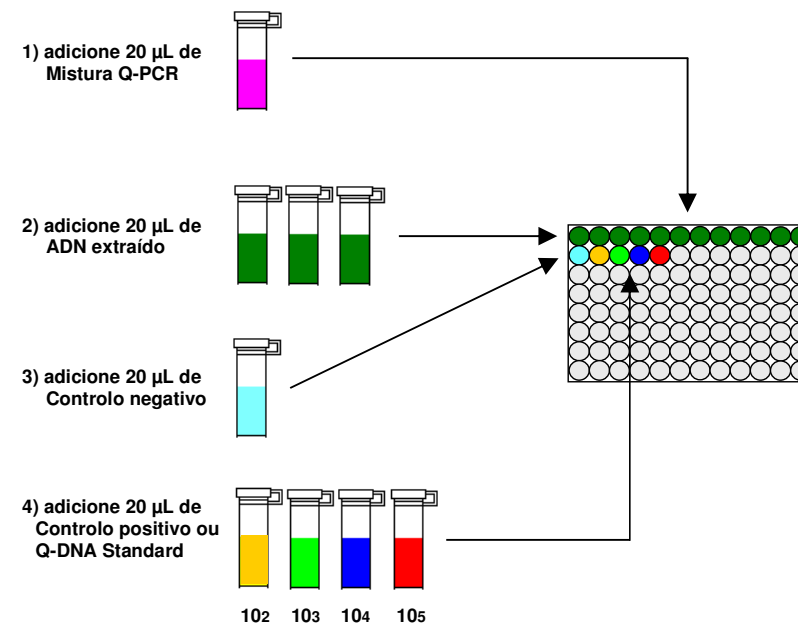 1) adicione 20 µL de
Mistura Q-PCR
2) adicione 20 µL de
ADN extraído
3) adicione 20 µL de
Controlo negativo
4) adicione 20 µL de
Controlo positivo ou
Q-DNA Standard
102 103 104 105